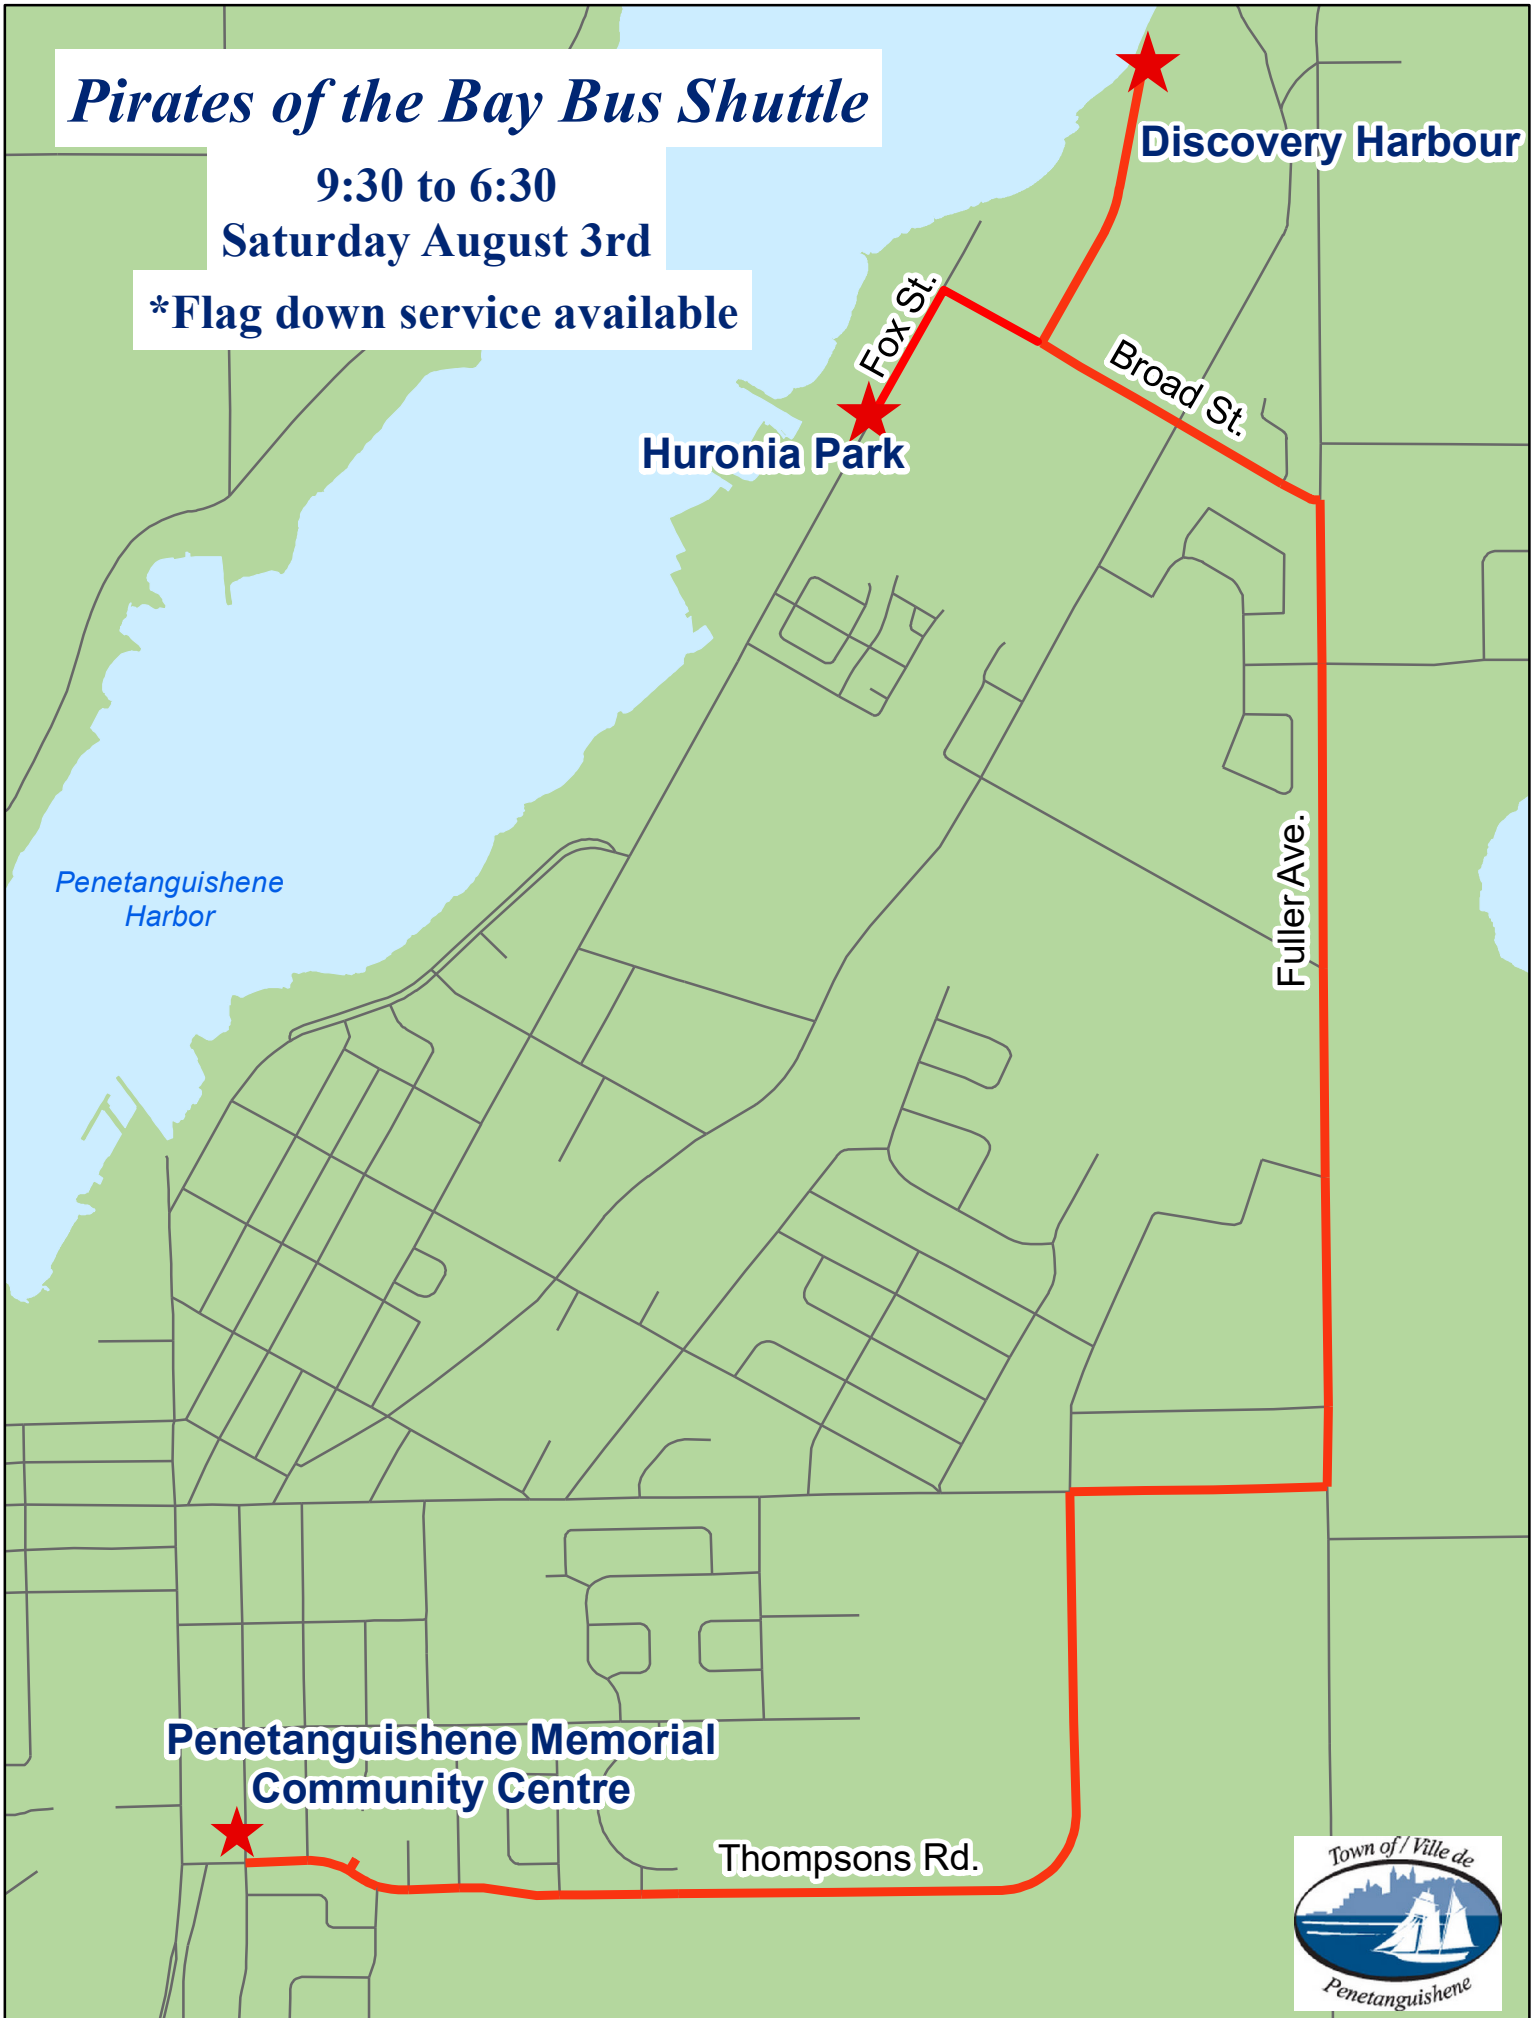 Pirates of the Bay Bus Shuttle
9:30 to 6:30
Saturday August 3rd
*Flag down service available
Discovery Harbour
Fox St.
Broad St.
Huronia Park
Fuller Ave.
Penetanguishene
Harbor
Penetanguishene Memorial
Community Centre
Thompsons Rd.
Town of / Ville de
Penetanguishene